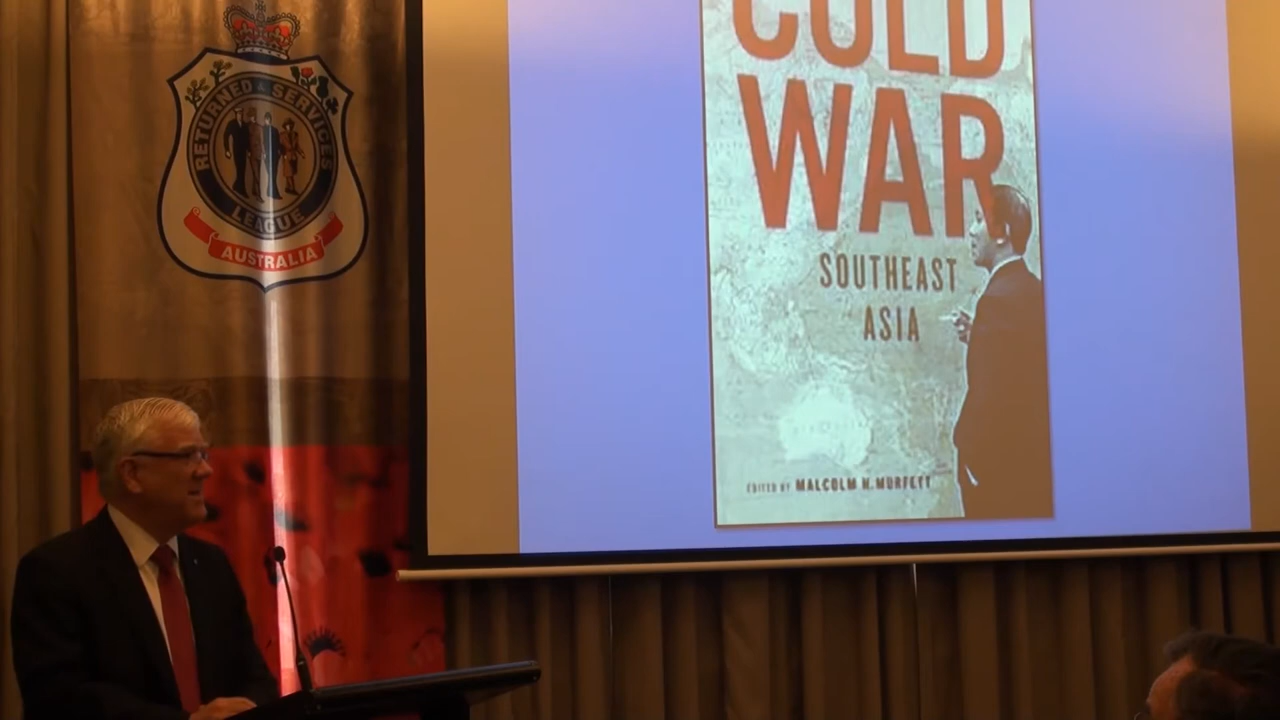 RETURNED & SERVICES
LEAGUE
AUSTRALIA
COLD
WAR
SOUTHEAST
ASIA
EDITED BY MALCOLM H. MURFETT